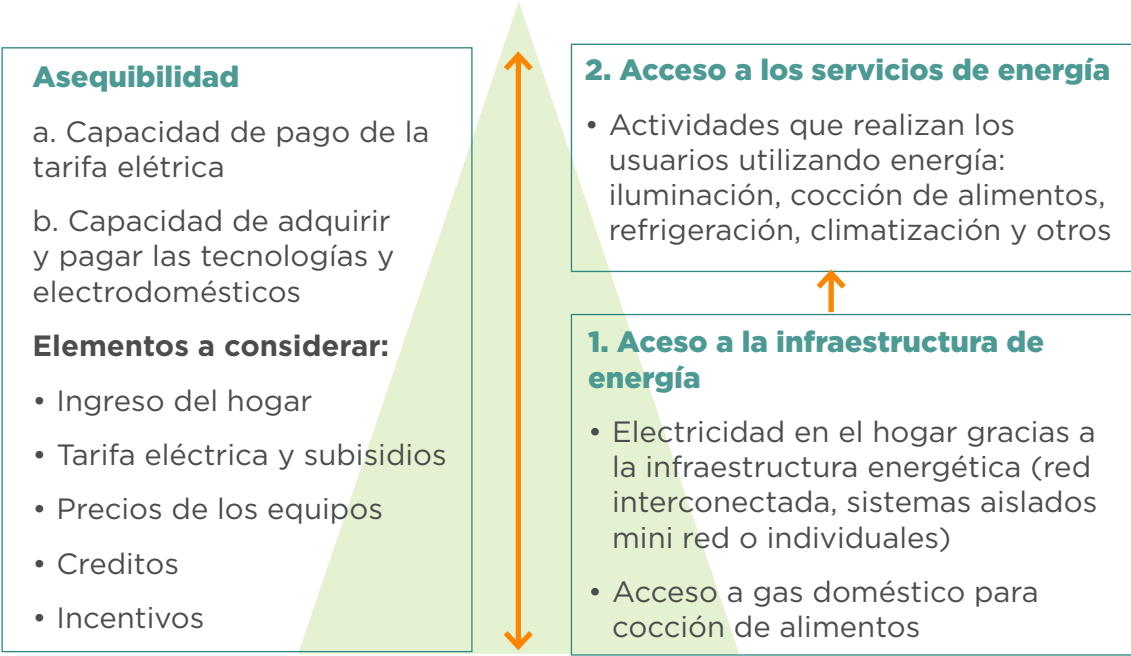 Asequibilidad
a. Capacidad de pago de la
tarifa elétrica
b. Capacidad de adquirir
y pagar las tecnologías y
electrodomésticos
Elementos a considerar:
• Ingreso del hogar
• Tarifa eléctrica y subisidios
• Precios de los equipos
• Creditos
• Incentivos
2. Acceso a los servicios de energía
• Actividades que realizan los
usuarios utilizando energía:
iluminación, cocción de alimentos,
refrigeración, climatización y otros
1. Aceso a la infraestructura de
energía
• Electricidad en el hogar gracias a
la infraestructura energética (red
interconectada, sistemas aislados
mini red o individuales)
• Acceso a gas doméstico para
cocción de alimentos